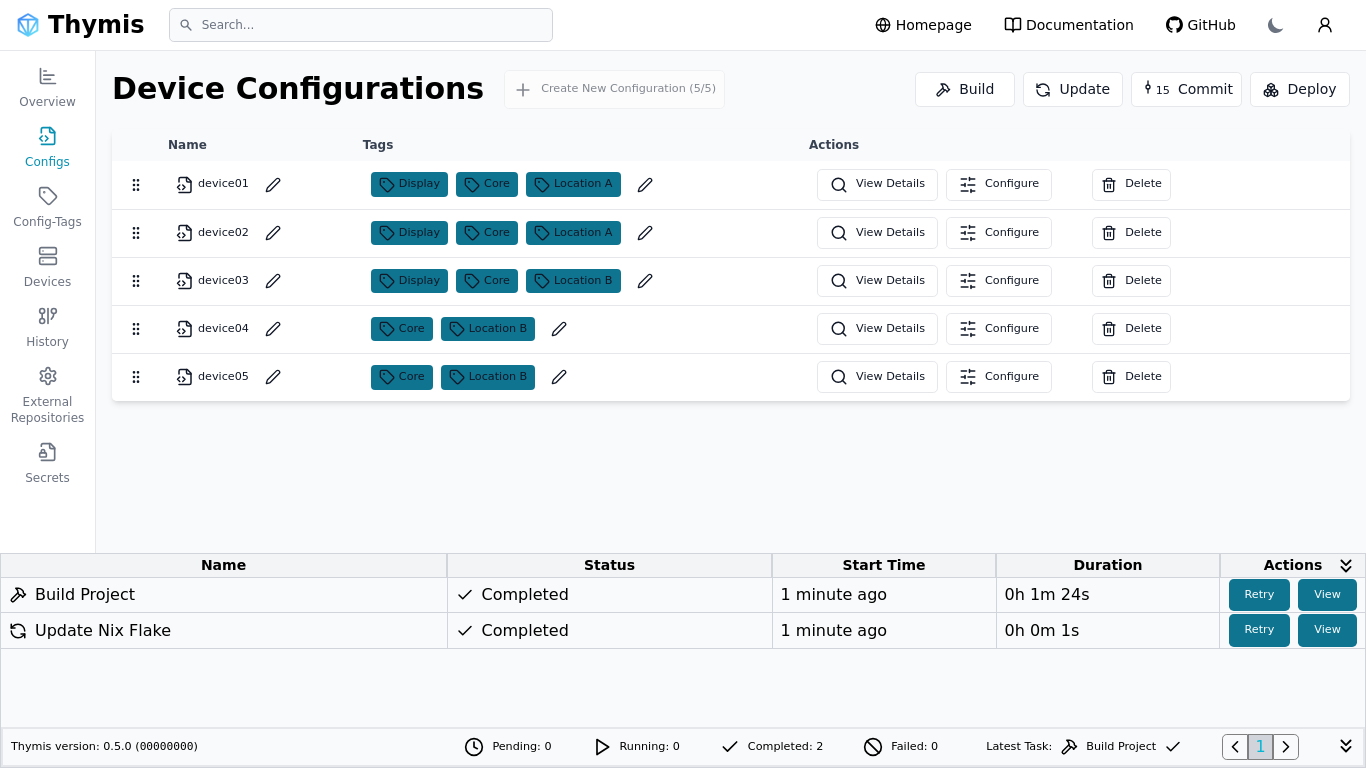 Thymis
Search...
Homepage
Documentation
GitHub
Overview
Configs
Config-Tags
Devices
History
External
Repositories
Secrets
Device Configurations
Create New Configuration (5/5)
Build
Update
15 Commit
Deploy
Name Tags Actions
device01 Display Core Location A View Details Configure Delete
device02 Display Core Location A View Details Configure Delete
device03 Display Core Location B View Details Configure Delete
device04 Core Location B View Details Configure Delete
device05 Core Location B View Details Configure Delete
Name Status Start Time Duration Actions
Build Project Completed 1 minute ago 0h 1m 24s Retry View
Update Nix Flake Completed 1 minute ago 0h 0m 1s Retry View
Thymis version: 0.5.0 (00000000) Pending: 0 Running: 0 Completed: 2 Failed: 0 Latest Task: Build Project 1